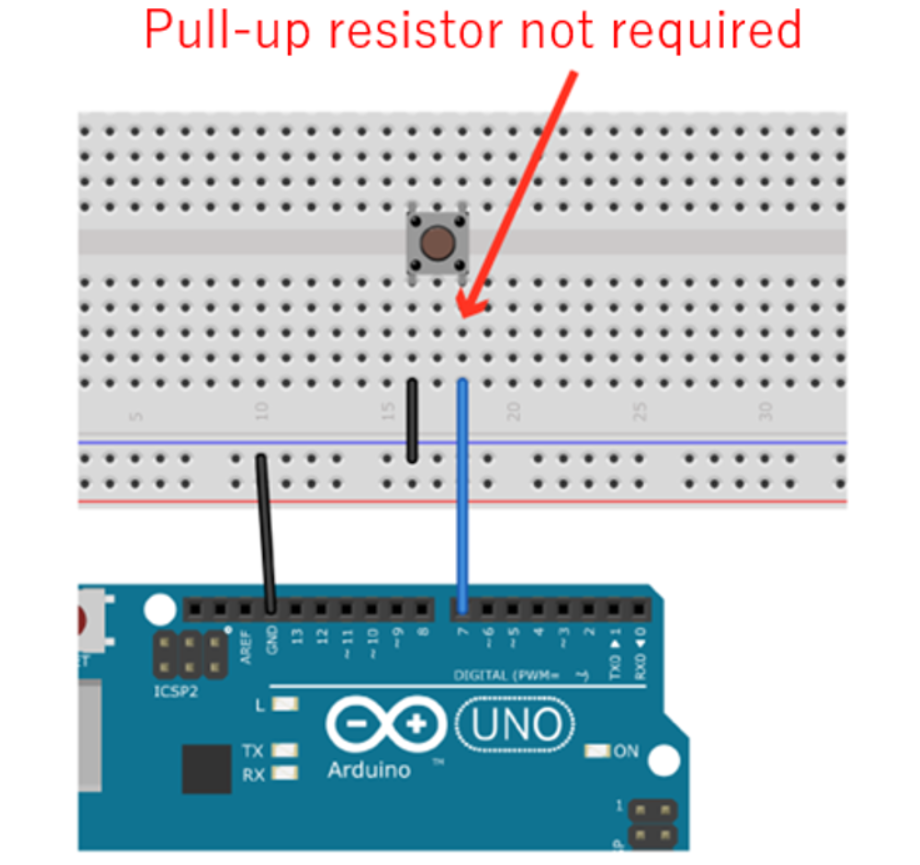 Pull-up resistor not required
5 10 15 20 25 30
AREF GND 13 12 ~11 ~10 ~9 8 7 ~6 ~5 4 ~3 2 TX0 ▶ 1 RX0 ◀ 0
ET
ICSP2
DIGITAL (PWM= ~)
L
TX
RX
Arduino ™
UNO
ON
1